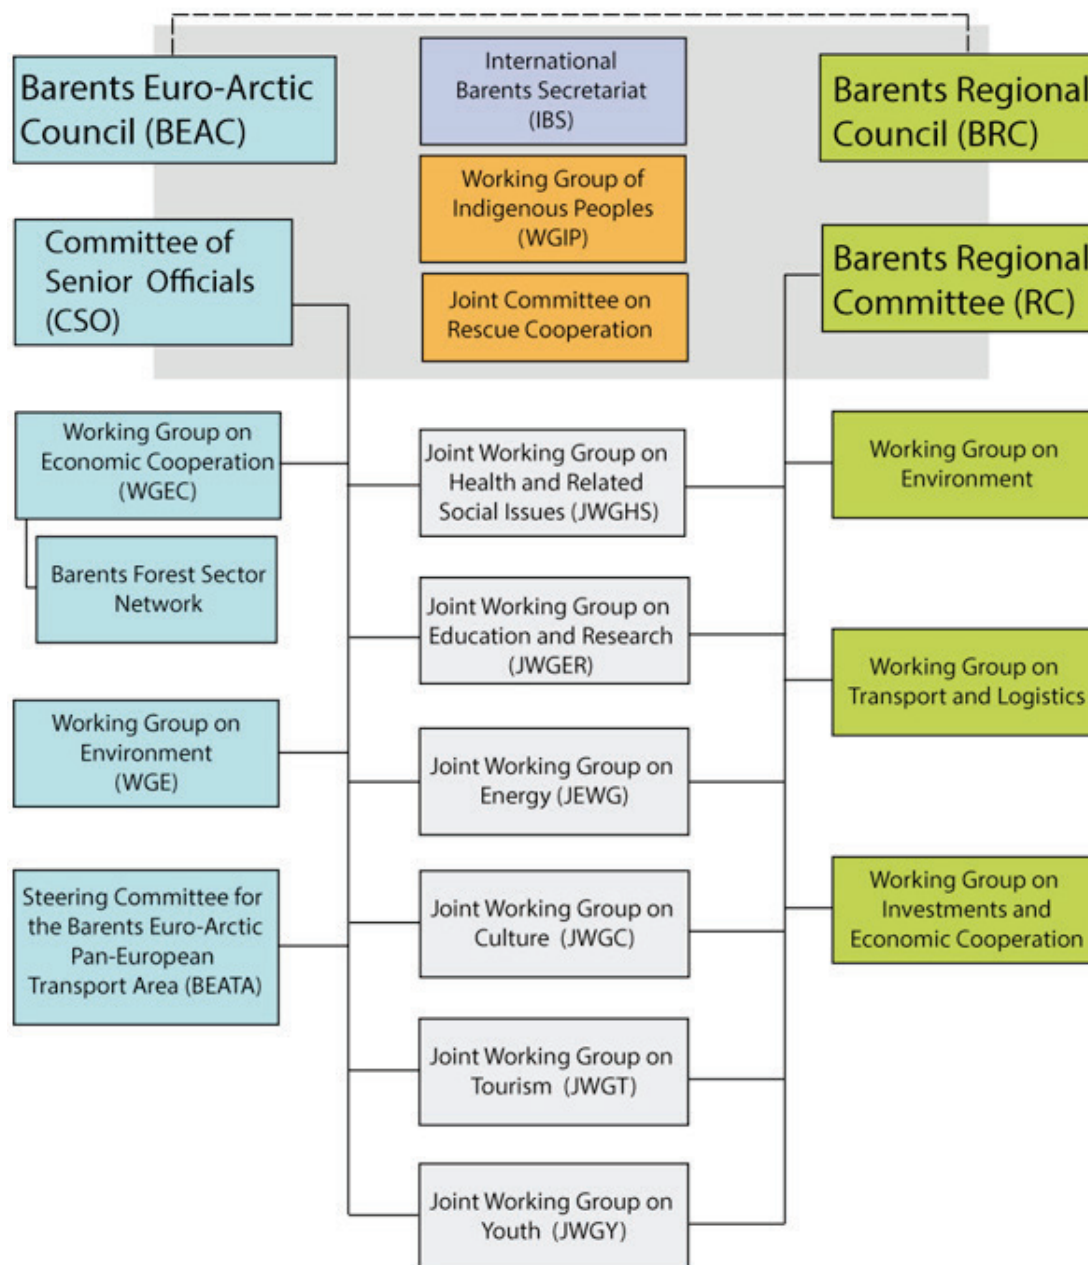 Barents Euro-Arctic
Council (BEAC)
International
Barents Secretariat
(IBS)
Barents Regional
Council (BRC)
Working Group of
Indigenous Peoples
(WGIP)
Committee of
Senior Officials
(CSO)
Joint Committee on
Rescue Cooperation
Barents Regional
Committee (RC)
Working Group on
Economic Cooperation
(WGEC)
Barents Forest Sector
Network
Working Group on
Environment
(WGE)
Steering Committee for
the Barents Euro-Arctic
Pan-European
Transport Area (BEATA)
Joint Working Group on
Health and Related
Social Issues (JWGHS)
Joint Working Group on
Education and Research
(JWGER)
Joint Working Group on
Energy (JEWG)
Joint Working Group on
Culture (JWGC)
Joint Working Group on
Tourism (JWGT)
Joint Working Group on
Youth (JWGY)
Working Group on
Environment
Working Group on
Transport and Logistics
Working Group on
Investments and
Economic Cooperation